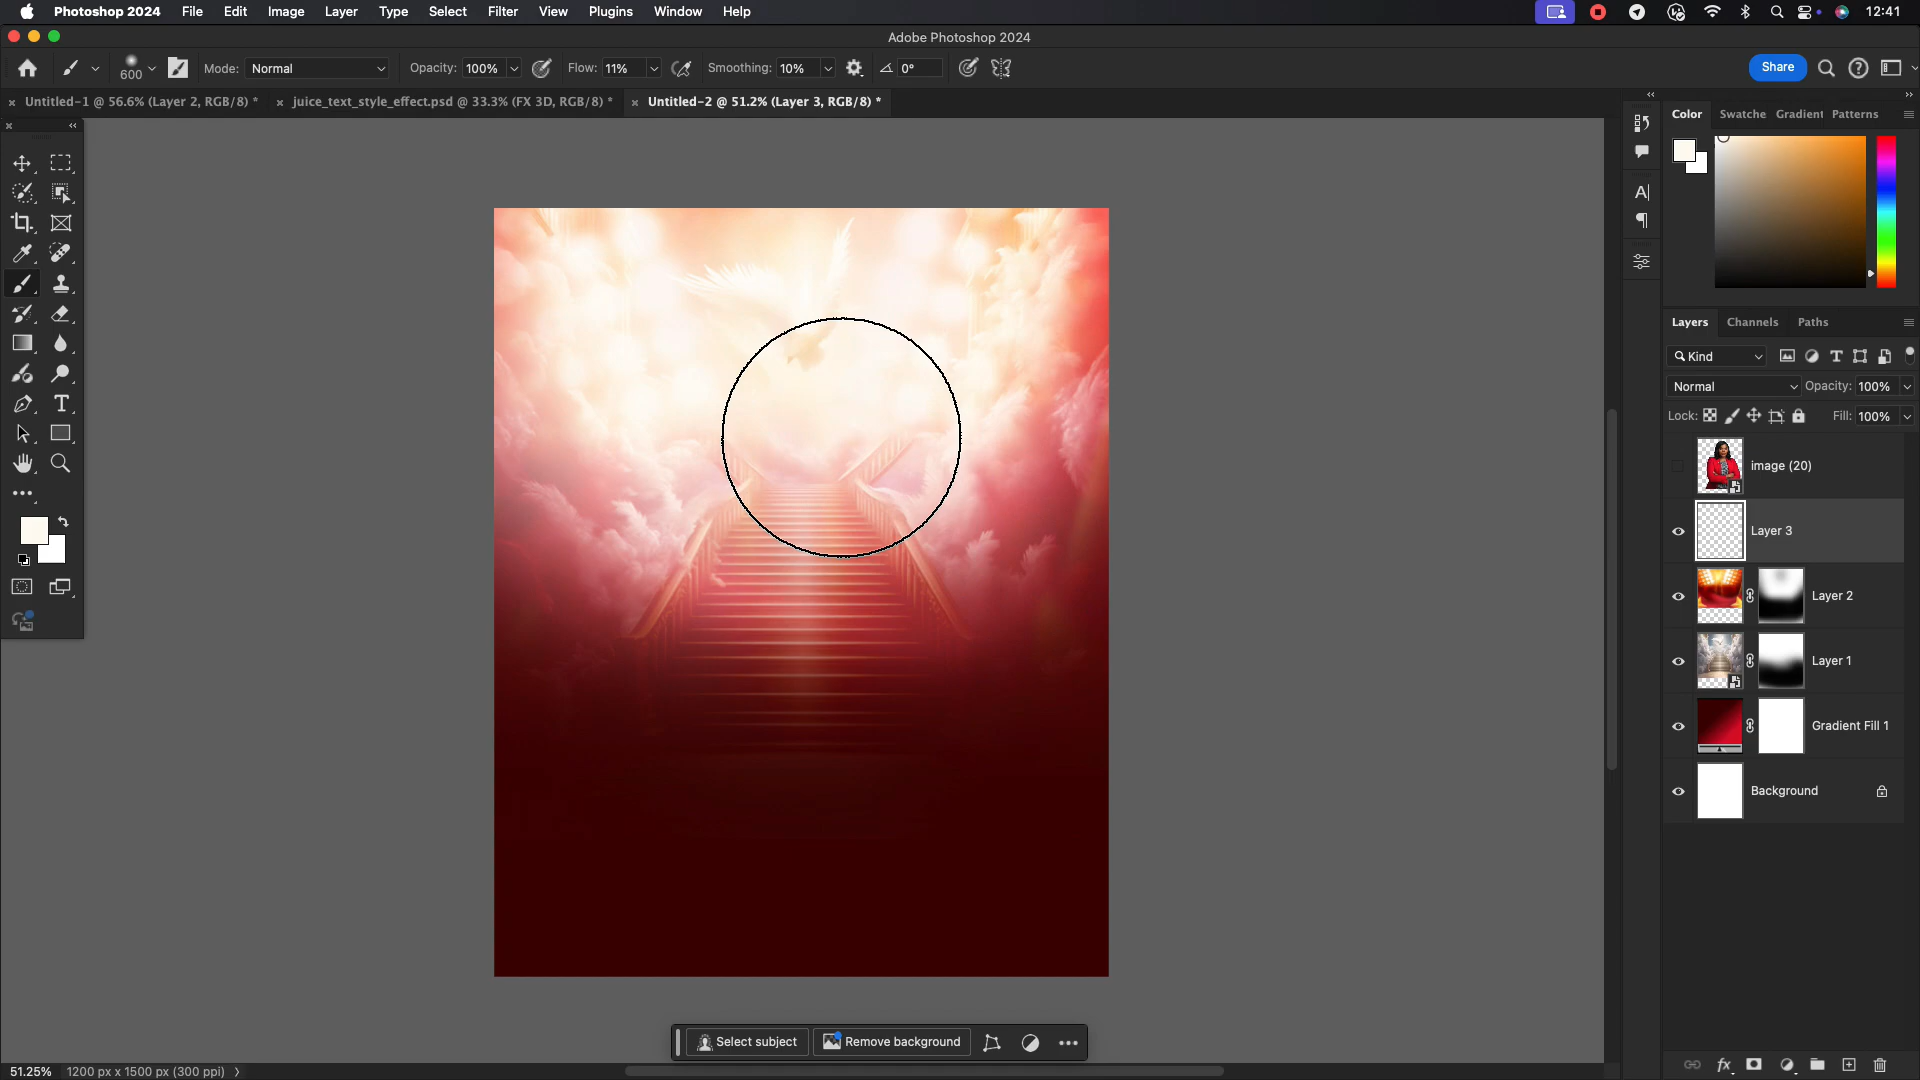 Photoshop 2024 File Edit Image Layer Type Select Filter View Plugins Window Help 12:41
Adobe Photoshop 2024
600 Mode: Normal Opacity: 100% Flow: 11% Smoothing: 10% 0° Share
Untitled-1 @ 56.6% (Layer 2, RGB/8) * juice_text_style_effect.psd @ 33.3% (FX 3D, RGB/8) * Untitled-2 @ 51.2% (Layer 3, RGB/8) *
Color Swatche Gradient Patterns
Layers Channels Paths
Kind
Normal Opacity: 100%
Lock: Fill: 100%
image (20)
Layer 3
Layer 2
Layer 1
Gradient Fill 1
Background
Select subject Remove background
51.25% 1200 px x 1500 px (300 ppi)